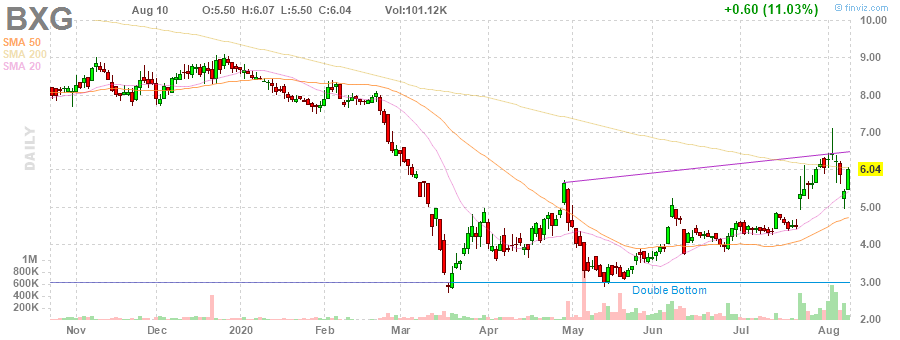 BXG Aug 10 O:5.50 H:6.07 L:5.50 C:6.04 Vol:101.12K +0.60 (11.03%) © finviz.com
SMA 50
SMA 200
SMA 20
DAILY
10.00
9.00
8.00
7.00
6.04
6.00
5.00
4.00
3.00
2.00
1M
800K
600K
400K
200K
Double Bottom
Nov Dec 2020 Feb Mar Apr May Jun Jul Aug